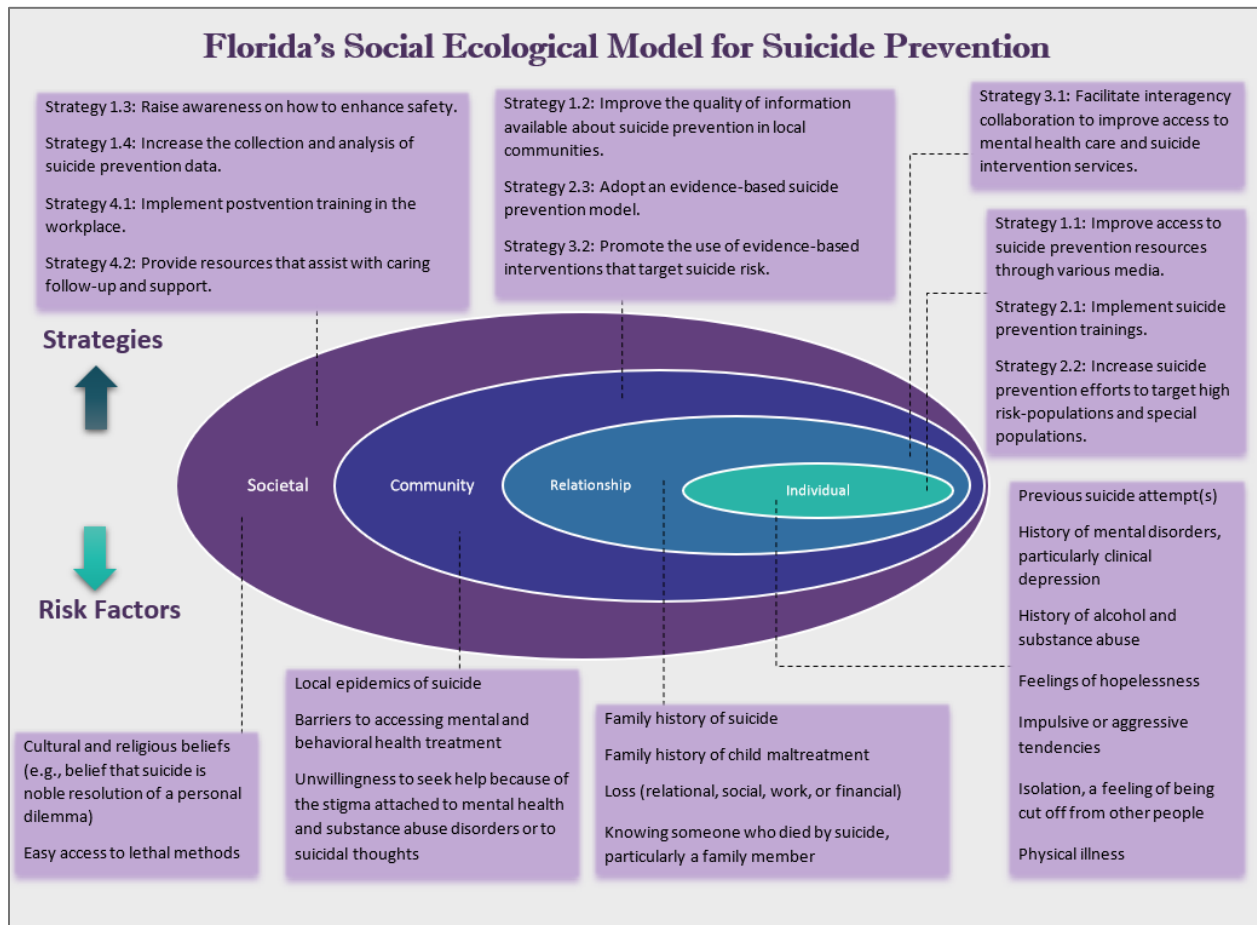 Florida's Social Ecological Model for Suicide Prevention
Strategy 1.3: Raise awareness on how to enhance safety.
Strategy 1.4: Increase the collection and analysis of
suicide prevention data.
Strategy 4.1: Implement postvention training in the
workplace.
Strategy 4.2: Provide resources that assist with caring
follow-up and support.
Strategy 1.2: Improve the quality of information
available about suicide prevention in local
communities.
Strategy 2.3: Adopt an evidence-based suicide
prevention model.
Strategy 3.2: Promote the use of evidence-based
interventions that target suicide risk.
Strategy 3.1: Facilitate interagency
collaboration to improve access to
mental health care and suicide
intervention services.
Strategy 1.1: Improve access to
suicide prevention resources
through various media.
Strategy 2.1: Implement suicide
prevention trainings.
Strategy 2.2: Increase suicide
prevention efforts to target high
risk-populations and special
populations.
Strategies
Societal
Community
Relationship
Individual
Risk Factors
Cultural and religious beliefs
(e.g., belief that suicide is
noble resolution of a personal
dilemma)
Easy access to lethal methods
Local epidemics of suicide
Barriers to accessing mental and
behavioral health treatment
Unwillingness to seek help because of
the stigma attached to mental health
and substance abuse disorders or to
suicidal thoughts
Family history of suicide
Family history of child maltreatment
Loss (relational, social, work, or financial)
Knowing someone who died by suicide,
particularly a family member
Previous suicide attempt(s)
History of mental disorders,
particularly clinical
depression
History of alcohol and
substance abuse
Feelings of hopelessness
Impulsive or aggressive
tendencies
Isolation, a feeling of being
cut off from other people
Physical illness